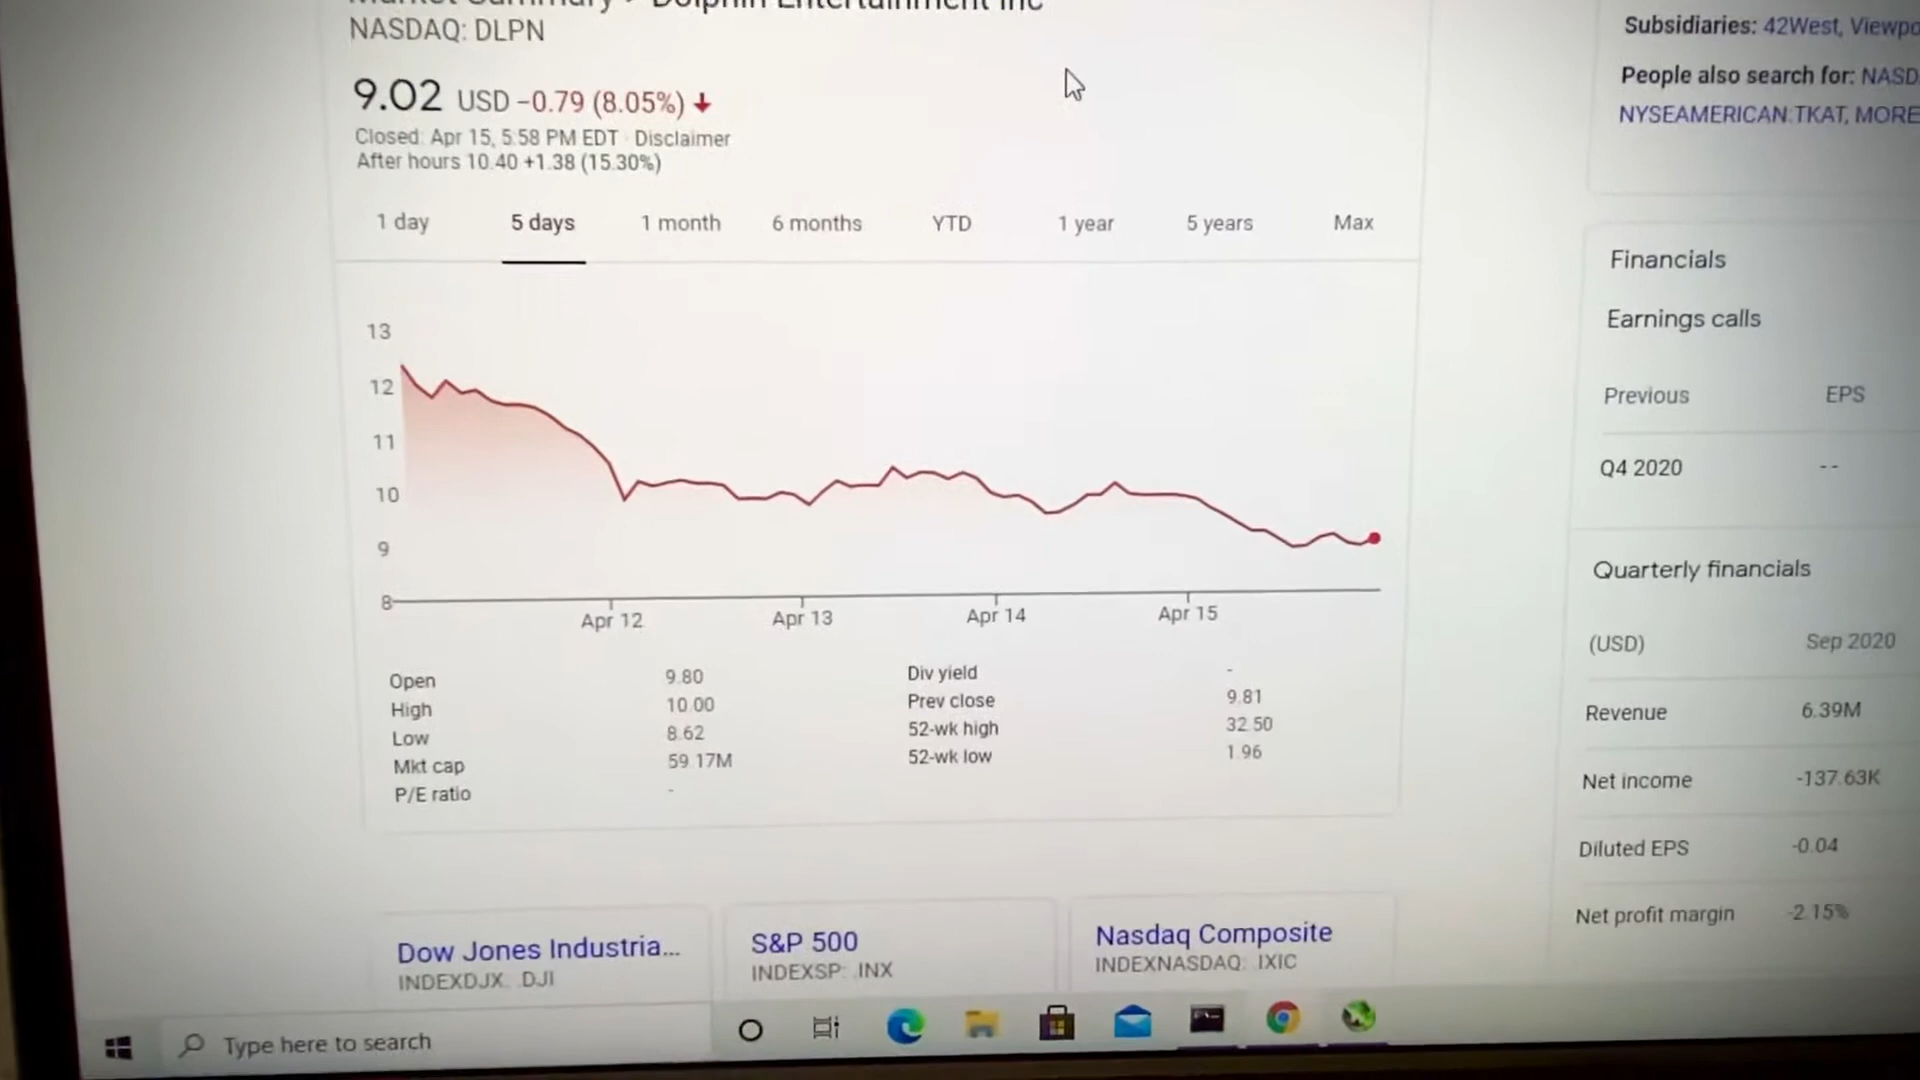 Market Summary > Dolphin Entertainment Inc
NASDAQ: DLPN
9.02 USD −0.79 (8.05%)
Closed: Apr 15, 5:58 PM EDT · Disclaimer
After hours 10.40 +1.38 (15.30%)
1 day 5 days 1 month 6 months YTD 1 year 5 years Max
13
12
11
10
9
8
Apr 12 Apr 13 Apr 14 Apr 15
Open 9.80
High 10.00
Low 8.62
Mkt cap 59.17M
P/E ratio -
Div yield -
Prev close 9.81
52-wk high 32.50
52-wk low 1.96
Dow Jones Industria...
INDEXDJX: .DJI
S&P 500
INDEXSP: .INX
Nasdaq Composite
INDEXNASDAQ: .IXIC
Subsidiaries: 42West,
People also search for:
NYSEAMERICAN:TKAT, MORE
Financials
Earnings calls
Previous EPS
Q4 2020 - -
Quarterly financials
(USD) Sep 2020
Revenue 6.39M
Net income -137.63K
Diluted EPS -0.04
Net profit margin -2.15%
Type here to search